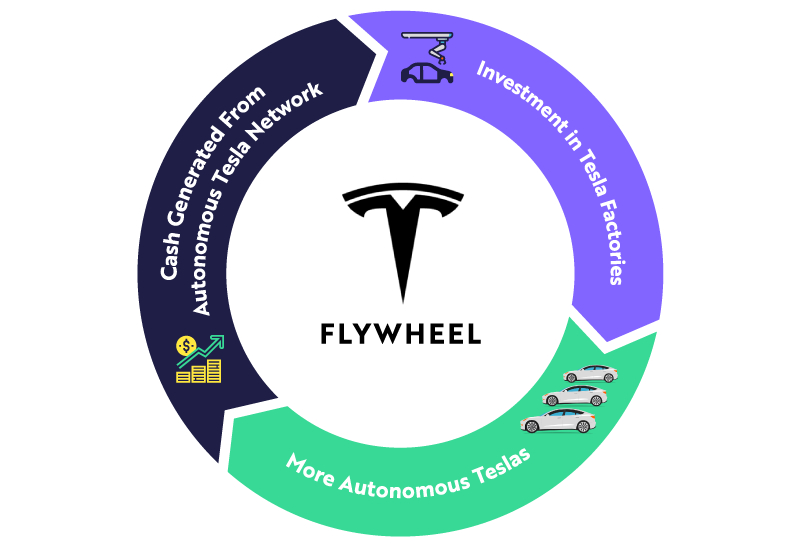 Investment in Tesla Factories
More Autonomous Teslas
Cash Generated From
Autonomous Tesla Network
$
FLYWHEEL